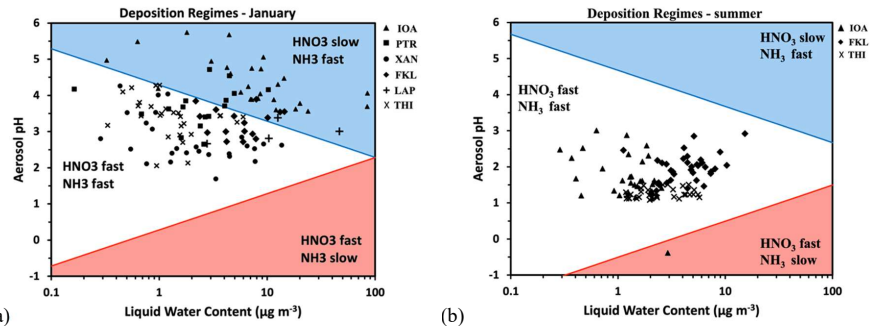 Deposition Regimes - January
Aerosol pH
6
5
4
3
2
1
0
-1
HNO3 slow
NH3 fast
HNO3 fast
NH3 fast
HNO3 fast
NH3 slow
0.1
1
10
100
Liquid Water Content (µg m⁻³)
IOA
PTR
XAN
FKL
LAP
THI
a)
Deposition Regimes - summer
Aerosol pH
6
5
4
3
2
1
0
-1
HNO₃ slow
NH₃ fast
HNO₃ fast
NH₃ fast
HNO₃ fast
NH₃ slow
0.1
1
10
100
Liquid Water Content (µg m⁻³)
IOA
FKL
THI
(b)